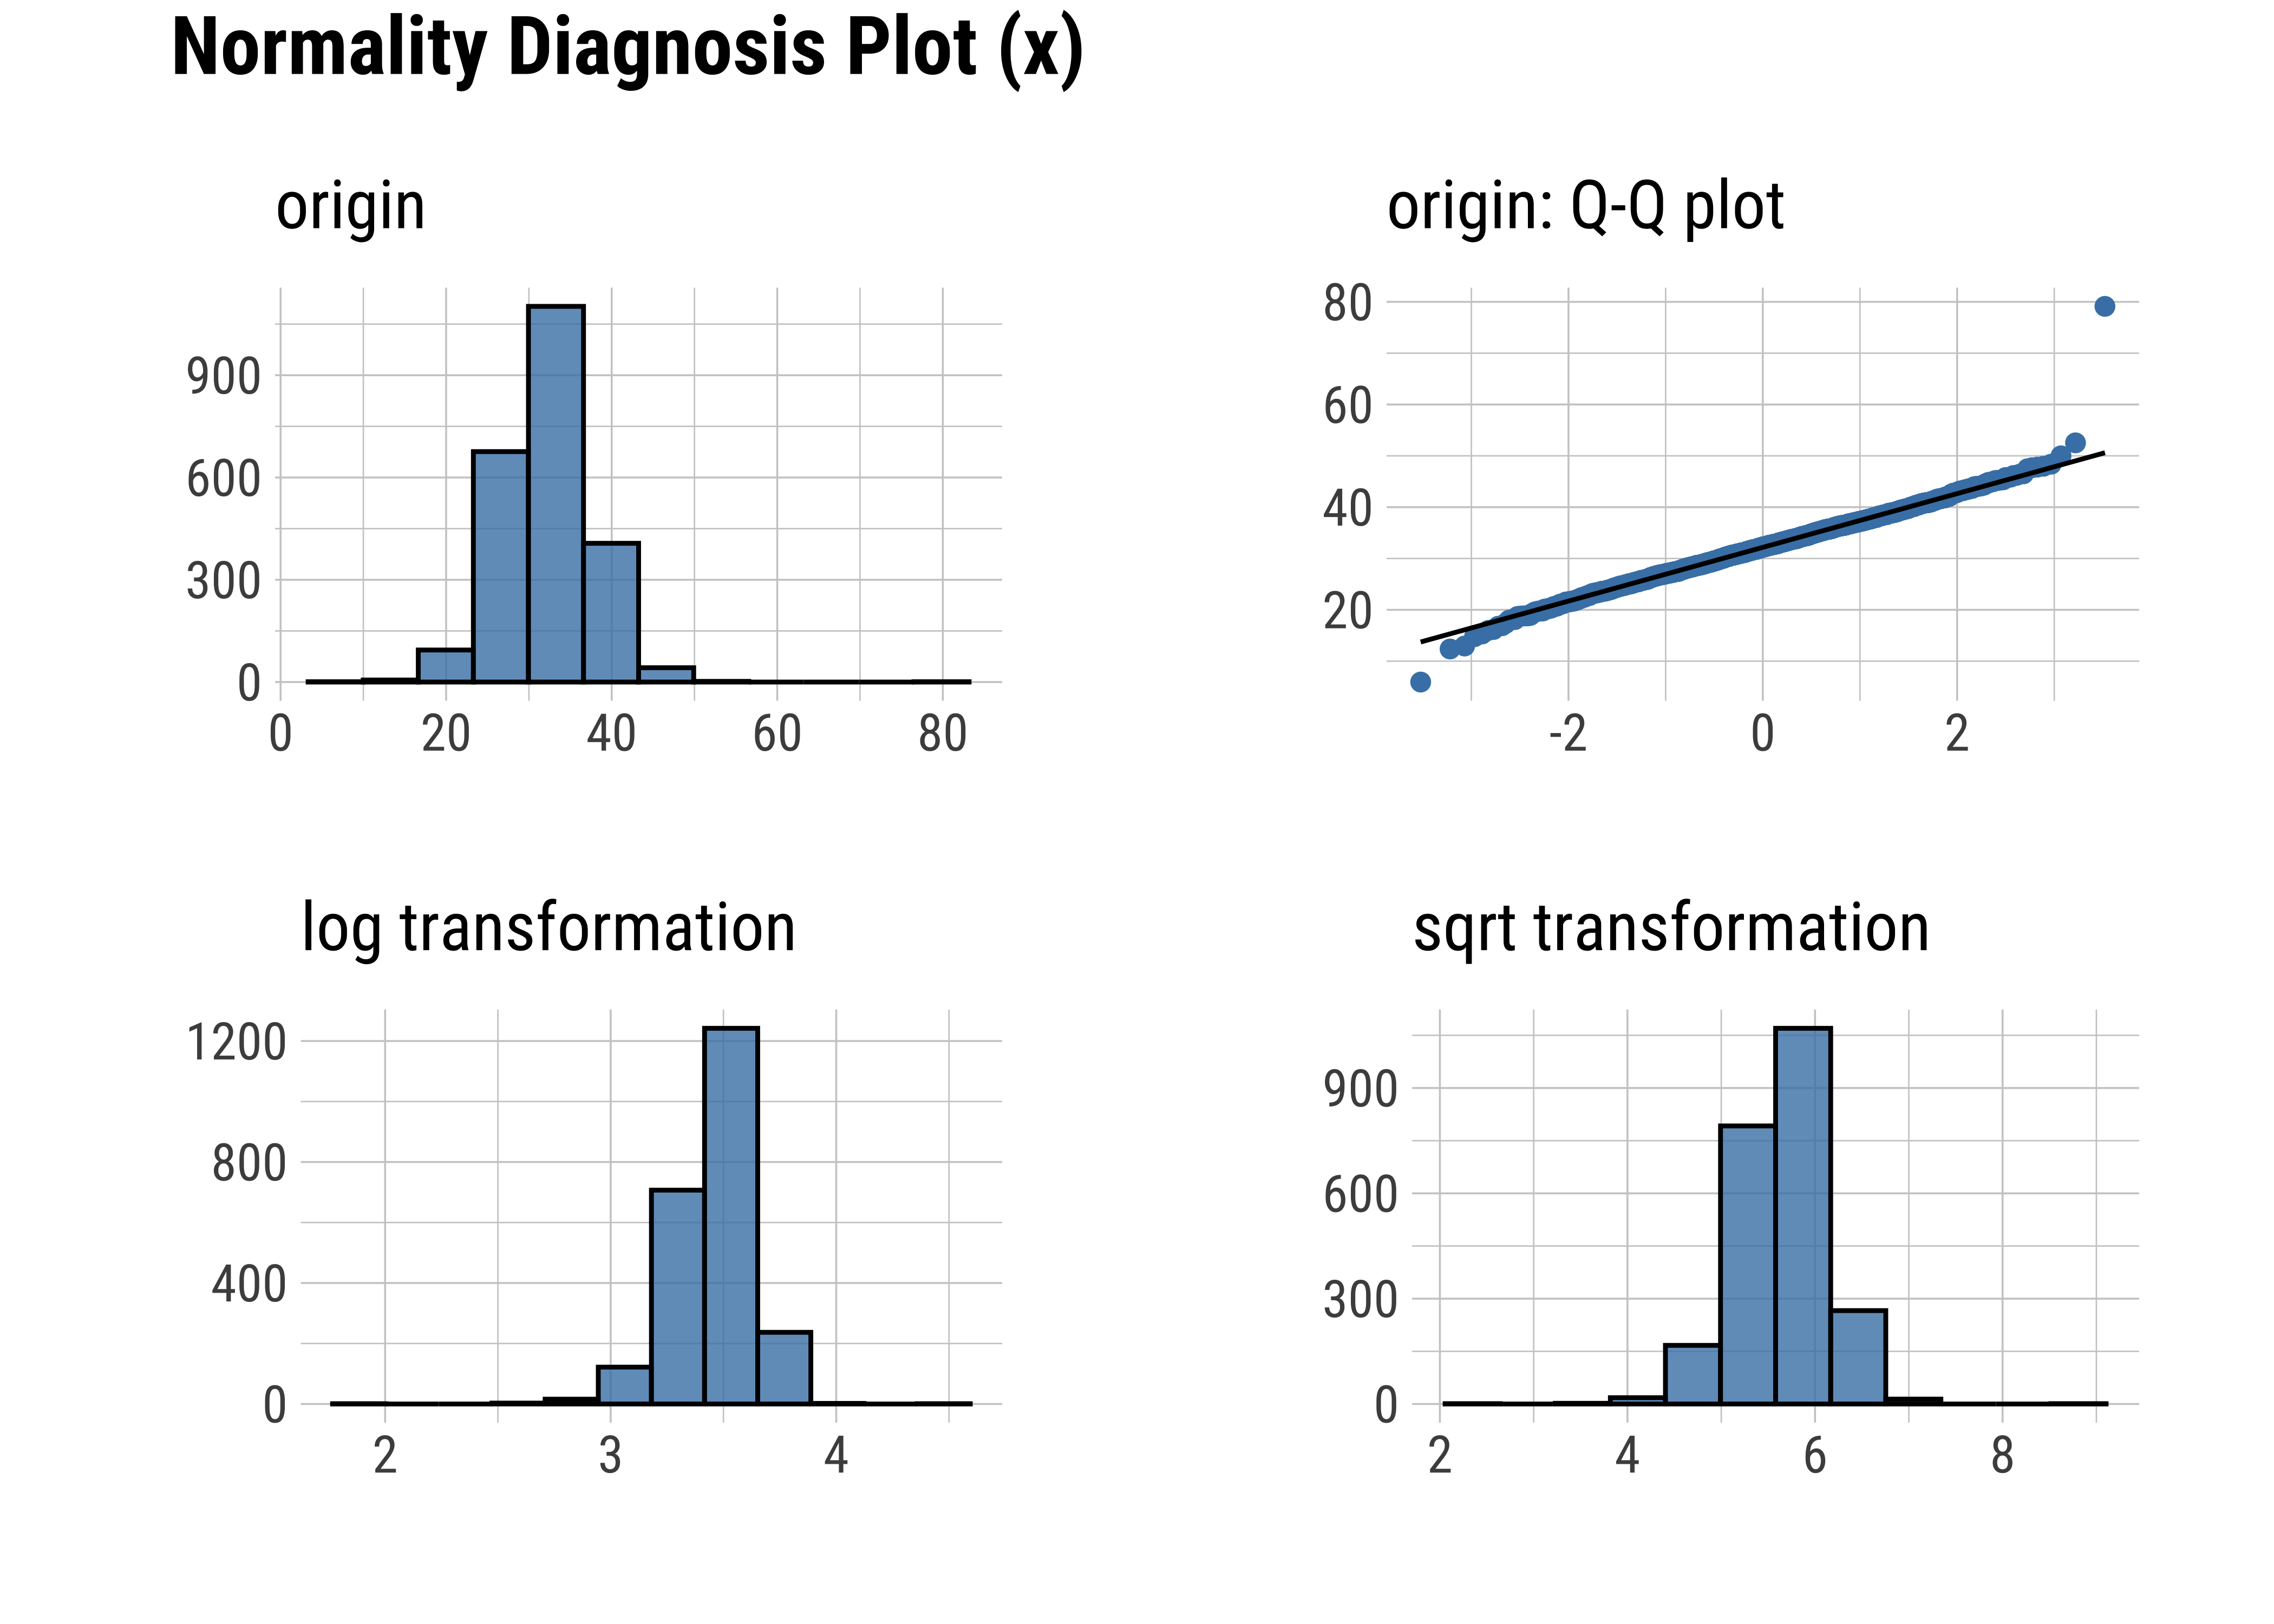 Normality Diagnosis Plot (x)
origin
900
600
300
0
0 20 40 60 80
origin: Q-Q plot
80
60
40
20
-2 0 2
log transformation
1200
800
400
0
2 3 4
sqrt transformation
900
600
300
0
2 4 6 8